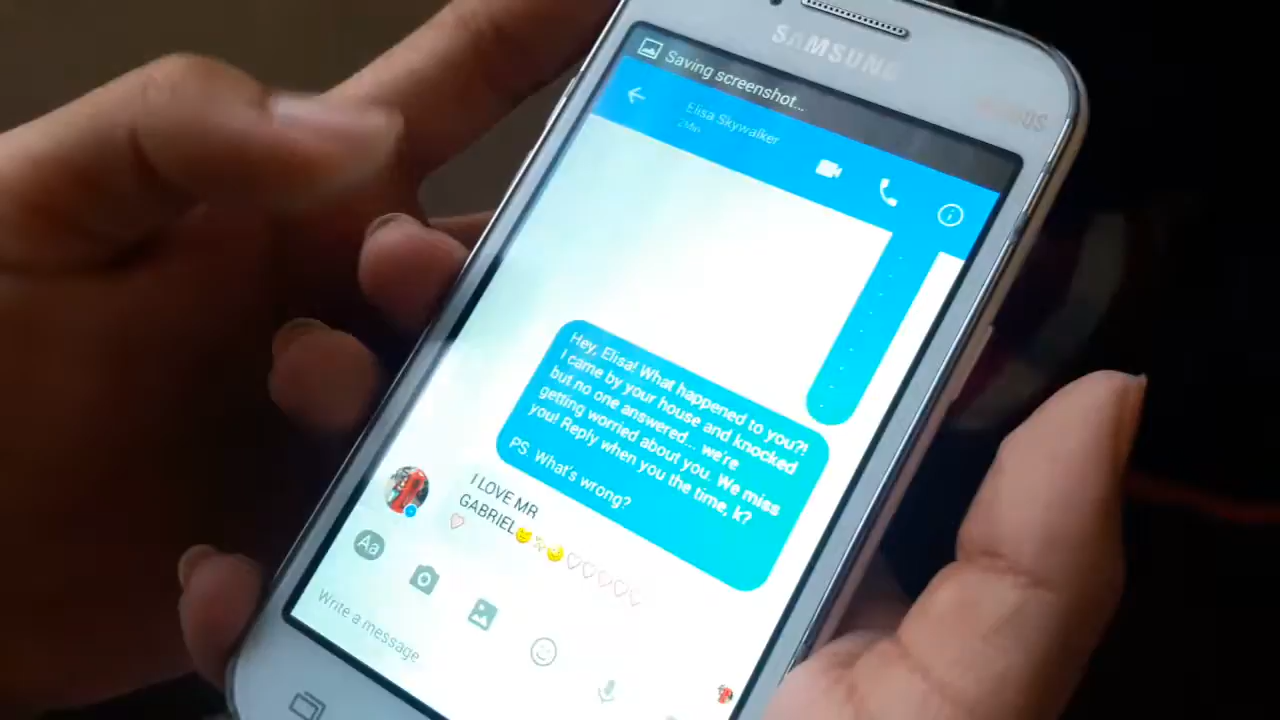 SAMSUNG
Saving screenshot...
Elisa Skywalker
Hey, Elisa! What happened to you?!
I came by your house and knocked
but no one answered... we're
getting worried about you. We miss
you! Reply when you the time, k?
PS. What's wrong?
I LOVE MR
GABRIEL
Aa
Write a message